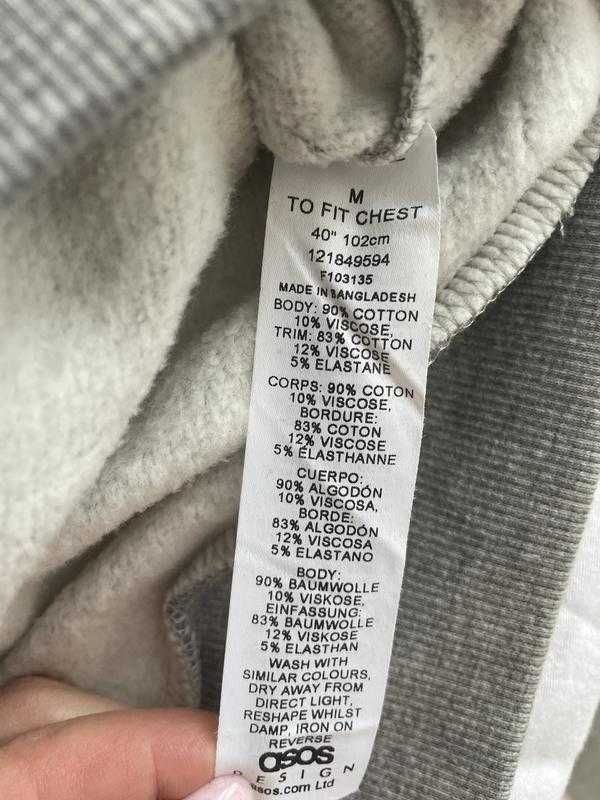 M
TO FIT CHEST
40" 102cm
121849594
F103135
MADE IN BANGLADESH
BODY: 90% COTTON
10% VISCOSE,
TRIM: 83% COTTON
12% VISCOSE
5% ELASTANE
CORPS: 90% COTON
10% VISCOSE,
BORDURE:
83% COTON
12% VISCOSE
5% ÉLASTHANNE
CUERPO:
90% ALGODÓN
10% VISCOSA,
BORDE:
83% ALGODÓN
12% VISCOSA
5% ELASTANO
BODY:
90% BAUMWOLLE
10% VISKOSE,
EINFASSUNG:
83% BAUMWOLLE
12% VISKOSE
5% ELASTHAN
WASH WITH
SIMILAR COLOURS,
DRY AWAY FROM
DIRECT LIGHT,
RESHAPE WHILST
DAMP, IRON ON
REVERSE
asos
DESIGN
asos.com Ltd